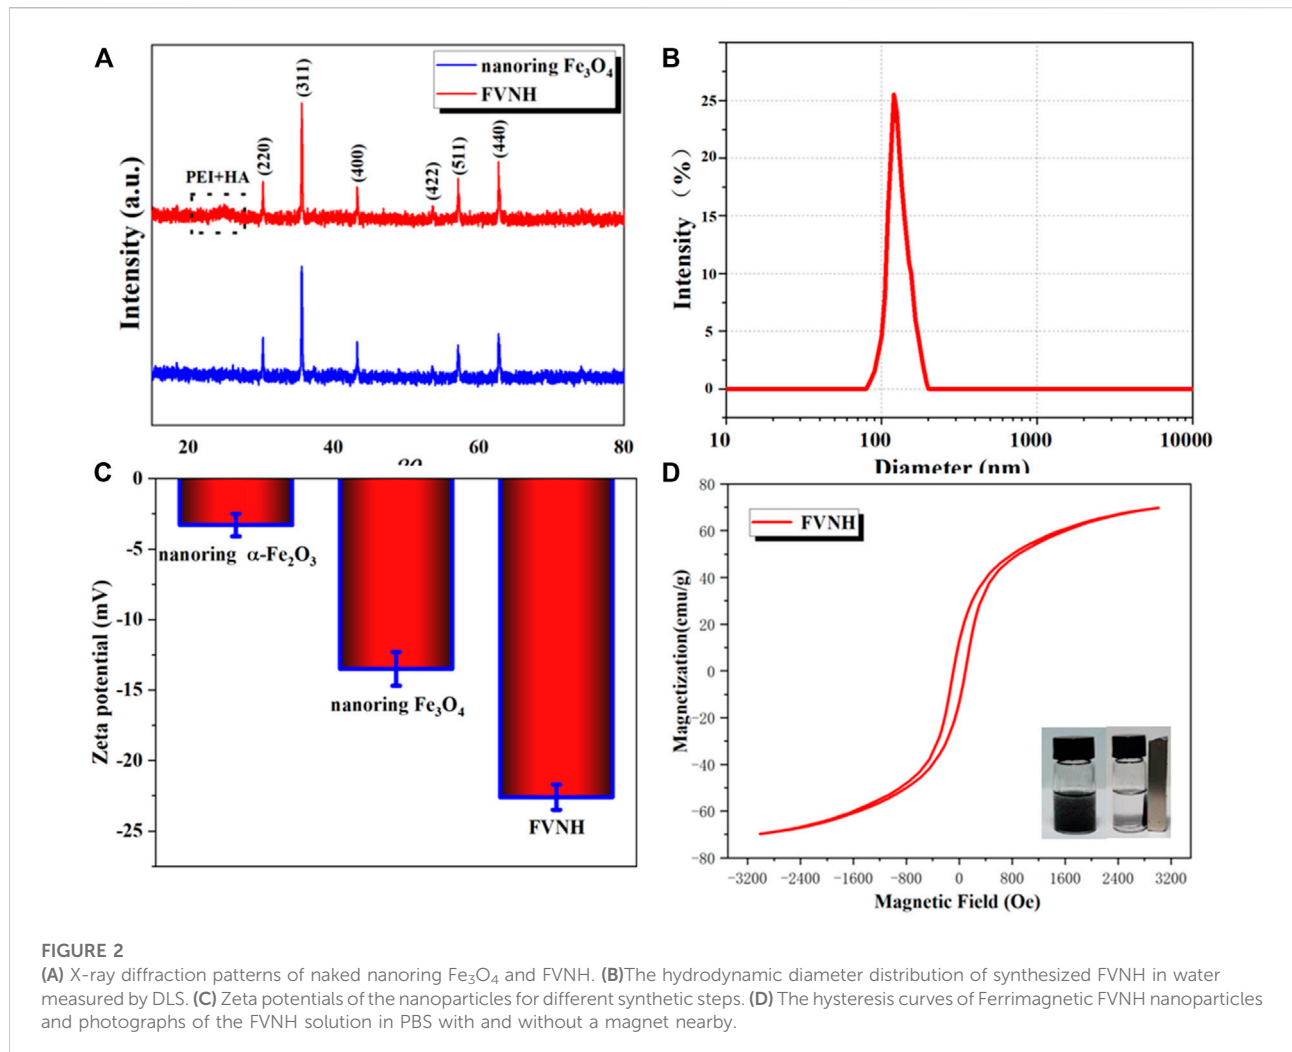 A
nanoring Fe₃O₄
FVNH
(220)
(311)
(400)
(422)
(511)
(440)
PEI+HA
Intensity (a.u.)
20
40
60
80
2θ
B
Intensity (%)
25
20
15
10
5
0
10
100
1000
10000
Diameter (nm)
C
Zeta potential (mV)
0
-5
-10
-15
-20
-25
nanoring α-Fe₂O₃
nanoring Fe₃O₄
FVNH
D
FVNH
Magnetization(emu/g)
80
60
40
20
0
-20
-40
-60
-80
-3200
-2400
-1600
-800
0
800
1600
2400
3200
Magnetic Field (Oe)
FIGURE 2
(A) X-ray diffraction patterns of naked nanoring Fe₃O₄ and FVNH. (B)The hydrodynamic diameter distribution of synthesized FVNH in water
measured by DLS. (C) Zeta potentials of the nanoparticles for different synthetic steps. (D) The hysteresis curves of Ferrimagnetic FVNH nanoparticles
and photographs of the FVNH solution in PBS with and without a magnet nearby.